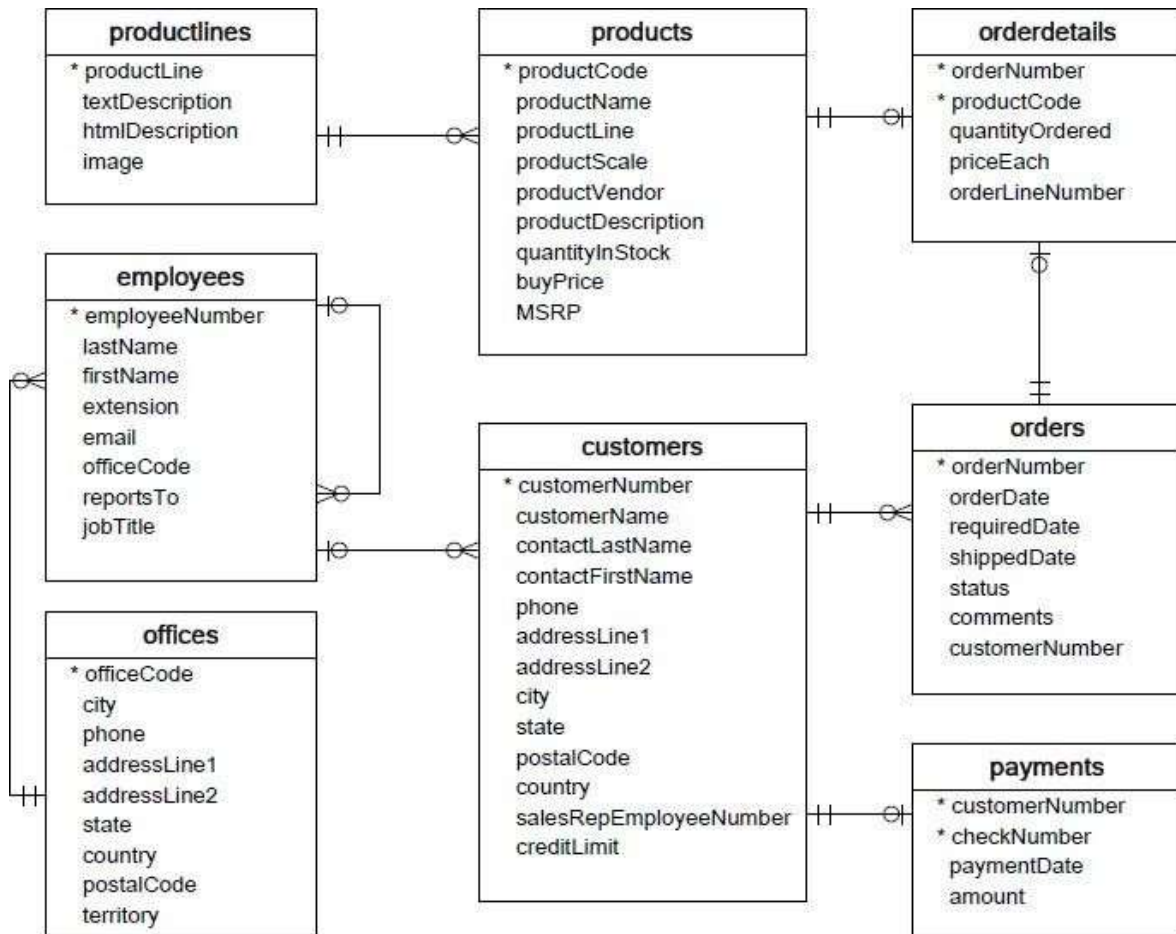 productlines
* productLine
textDescription
htmlDescription
image
products
* productCode
productName
productLine
productScale
productVendor
productDescription
quantityInStock
buyPrice
MSRP
orderdetails
* orderNumber
* productCode
quantityOrdered
priceEach
orderLineNumber
employees
* employeeNumber
lastName
firstName
extension
email
officeCode
reportsTo
jobTitle
customers
* customerNumber
customerName
contactLastName
contactFirstName
phone
addressLine1
addressLine2
city
state
postalCode
country
salesRepEmployeeNumber
creditLimit
orders
* orderNumber
orderDate
requiredDate
shippedDate
status
comments
customerNumber
offices
* officeCode
city
phone
addressLine1
addressLine2
state
country
postalCode
territory
payments
* customerNumber
* checkNumber
paymentDate
amount